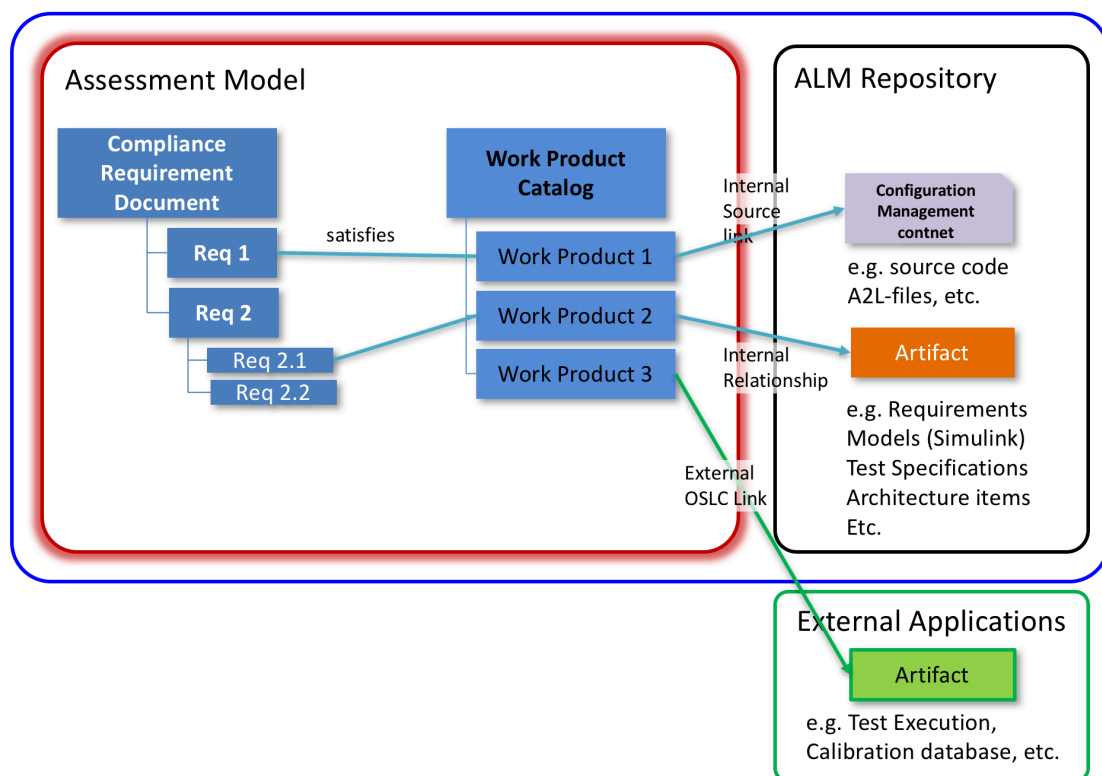 Assessment Model
Compliance
Requirement
Document
Req 1
Req 2
Req 2.1
Req 2.2
satisfies
Work Product
Catalog
Work Product 1
Work Product 2
Work Product 3
Internal
Source
link
Internal
Relationship
External
OSLC Link
ALM Repository
Configuration
Management
contnet
e.g. source code
A2L-files, etc.
Artifact
e.g. Requirements
Models (Simulink)
Test Specifications
Architecture items
Etc.
External Applications
Artifact
e.g. Test Execution,
Calibration database, etc.